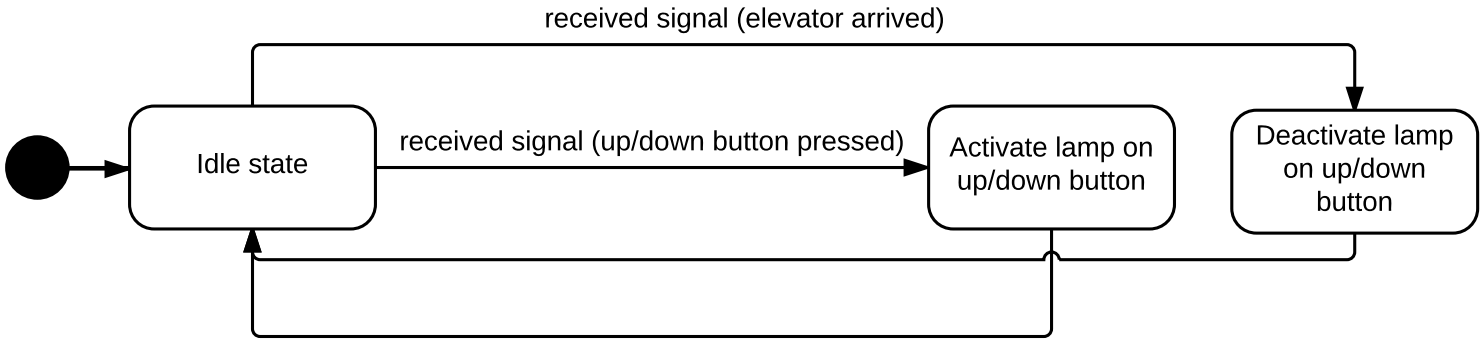 received signal (elevator arrived)
Idle state
received signal (up/down button pressed)
Activate lamp on
up/down button
Deactivate lamp
on up/down
button